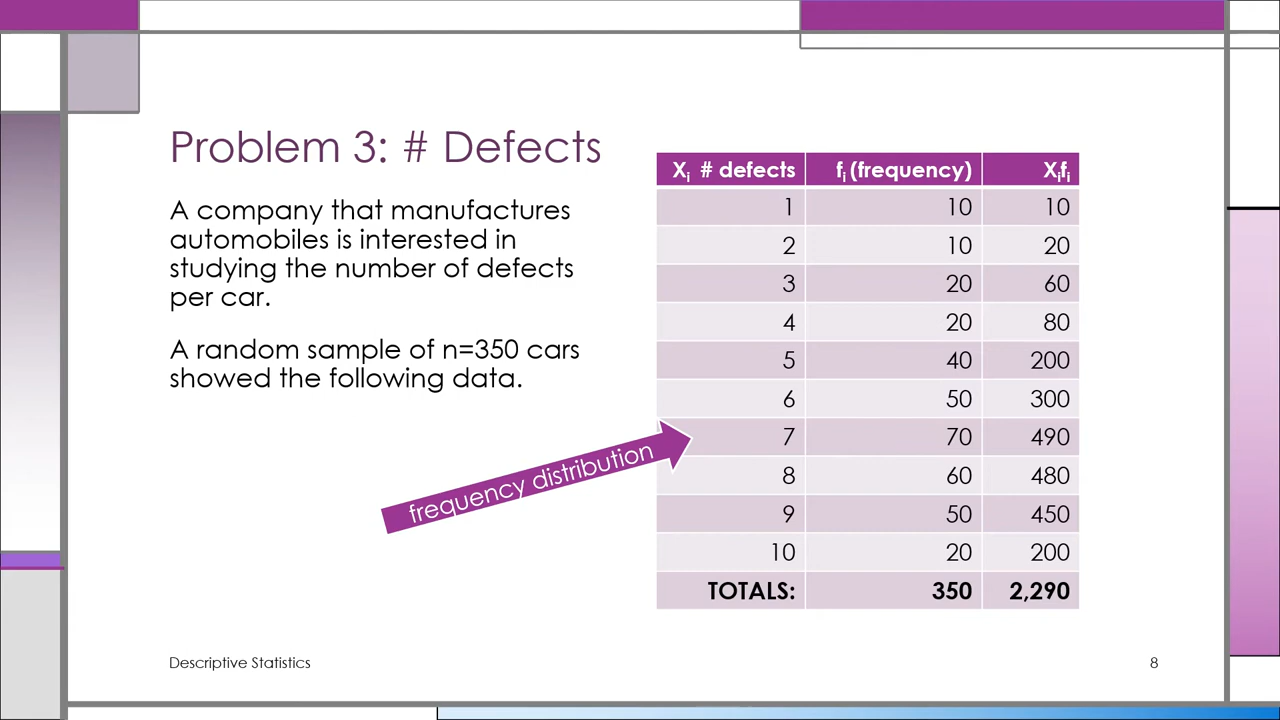 Problem 3: # Defects
A company that manufactures
automobiles is interested in
studying the number of defects
per car.
A random sample of n=350 cars
showed the following data.
frequency distribution
Xi # defects fi (frequency) Xifi
1 10 10
2 10 20
3 20 60
4 20 80
5 40 200
6 50 300
7 70 490
8 60 480
9 50 450
10 20 200
TOTALS: 350 2,290
Descriptive Statistics 8